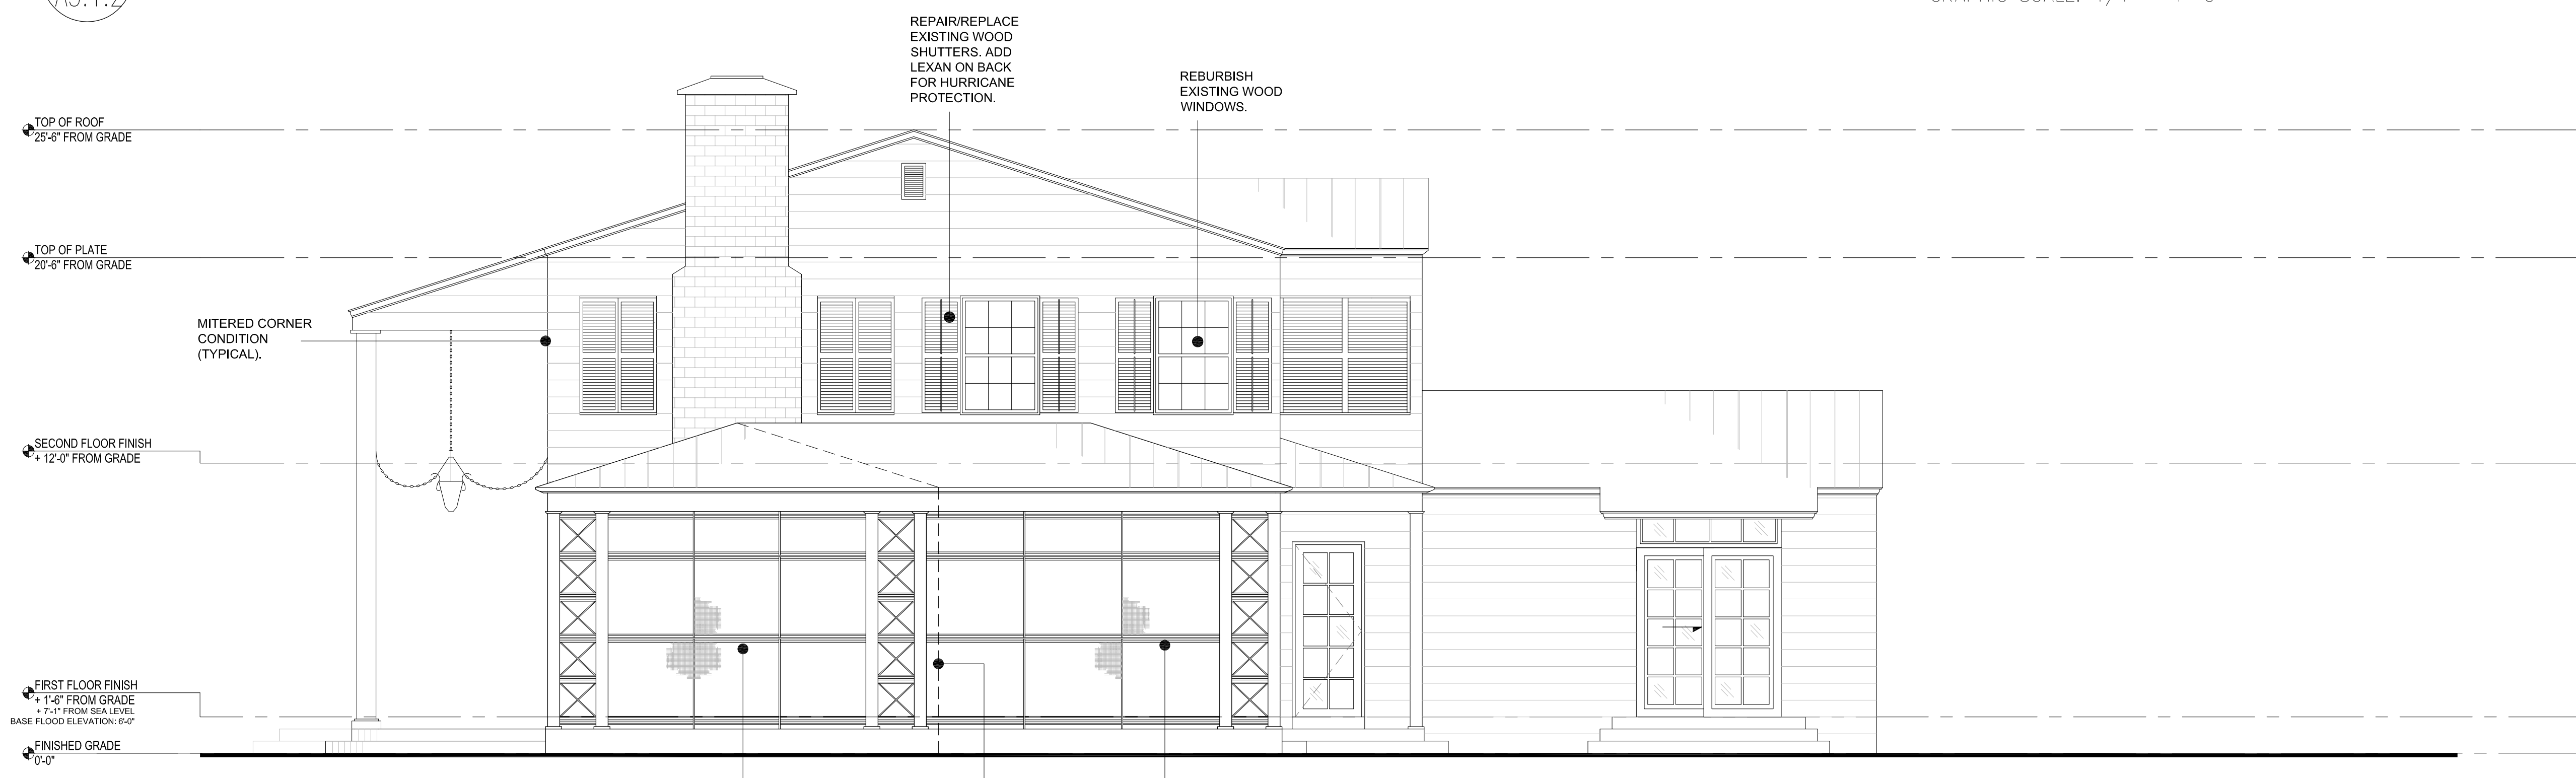 A5.1.2
REPAIR/REPLACE
EXISTING WOOD
SHUTTERS. ADD
LEXAN ON BACK
FOR HURRICANE
PROTECTION.
REBURBISH
EXISTING WOOD
WINDOWS.
TOP OF ROOF
25'-6" FROM GRADE
TOP OF PLATE
20'-6" FROM GRADE
MITERED CORNER
CONDITION
(TYPICAL).
SECOND FLOOR FINISH
+ 12'-0" FROM GRADE
FIRST FLOOR FINISH
+ 1'-6" FROM GRADE
+ 7'-1" FROM SEA LEVEL
BASE FLOOD ELEVATION: 6'-0"
FINISHED GRADE
0'-0"